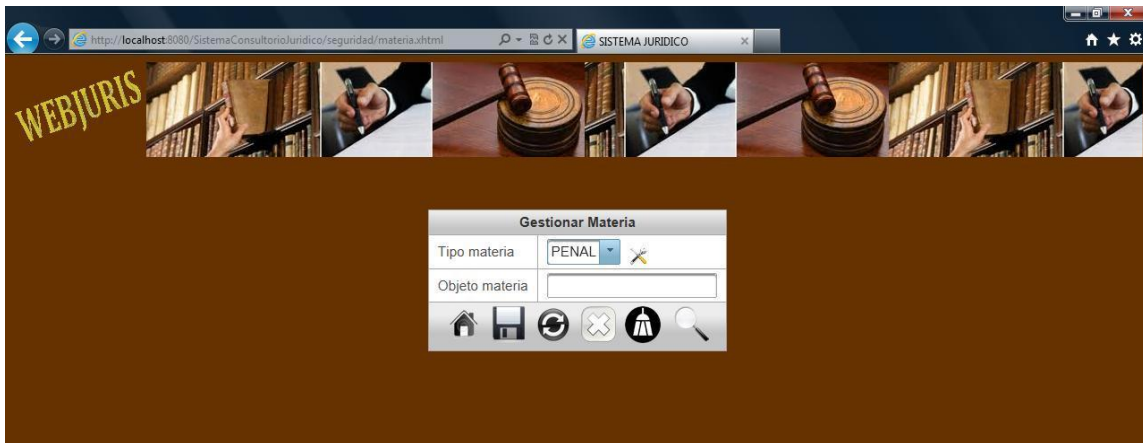 http://localhost:8080/SistemaConsultorioJuridico/seguridad/materia.xhtml
SISTEMA JURIDICO
WEBJURIS
Gestionar Materia
Tipo materia
PENAL
Objeto materia